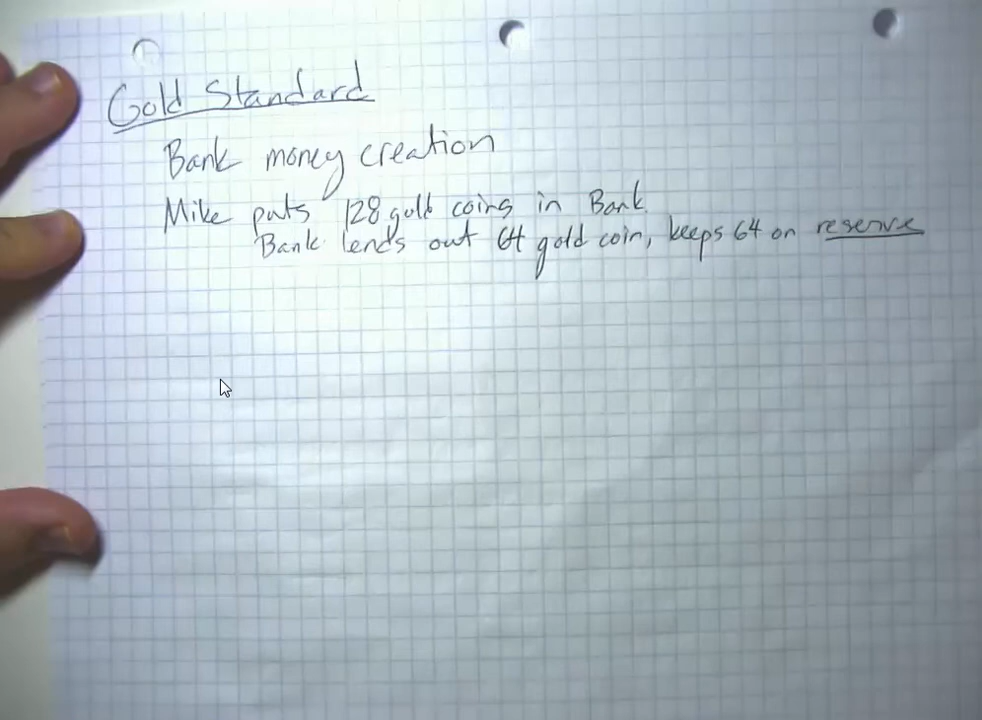 Gold Standard
Bank money creation
Mike puts 128 gold coins in Bank
Bank lends out 64 gold coin, keeps 64 on reserve